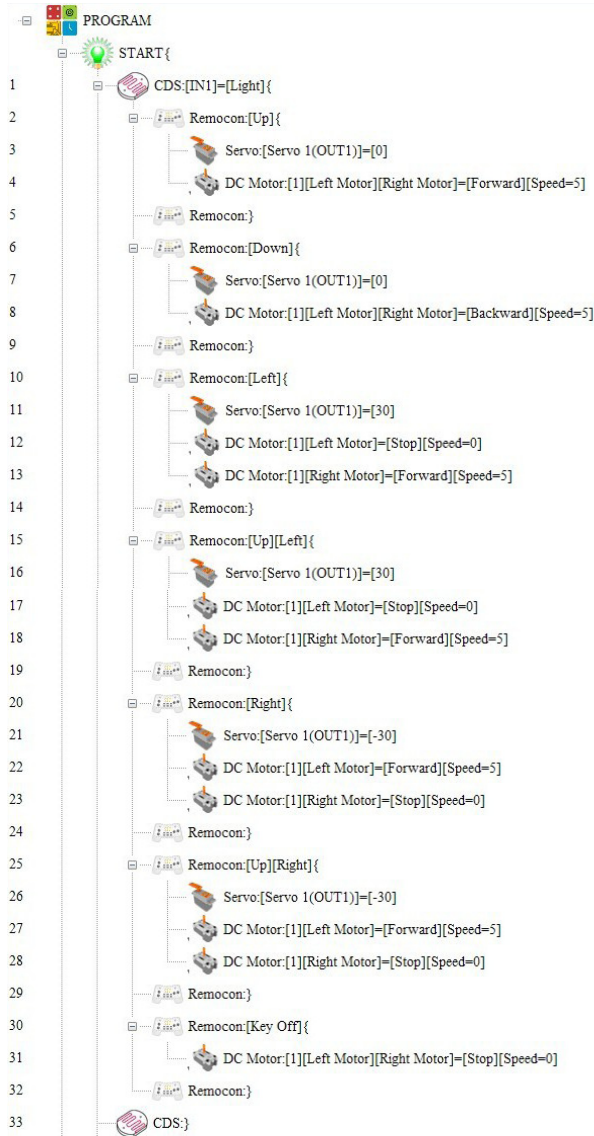 PROGRAM
START{
1 CDS:[IN1]=[Light]{
2 Remocon:[Up]{
3 Servo:[Servo 1(OUT1)]=[0]
4 DC Motor:[1][Left Motor][Right Motor]=[Forward][Speed=5]
5 Remocon:}
6 Remocon:[Down]{
7 Servo:[Servo 1(OUT1)]=[0]
8 DC Motor:[1][Left Motor][Right Motor]=[Backward][Speed=5]
9 Remocon:}
10 Remocon:[Left]{
11 Servo:[Servo 1(OUT1)]=[30]
12 DC Motor:[1][Left Motor]=[Stop][Speed=0]
13 DC Motor:[1][Right Motor]=[Forward][Speed=5]
14 Remocon:}
15 Remocon:[Up][Left]{
16 Servo:[Servo 1(OUT1)]=[30]
17 DC Motor:[1][Left Motor]=[Stop][Speed=0]
18 DC Motor:[1][Right Motor]=[Forward][Speed=5]
19 Remocon:}
20 Remocon:[Right]{
21 Servo:[Servo 1(OUT1)]=[-30]
22 DC Motor:[1][Left Motor]=[Forward][Speed=5]
23 DC Motor:[1][Right Motor]=[Stop][Speed=0]
24 Remocon:}
25 Remocon:[Up][Right]{
26 Servo:[Servo 1(OUT1)]=[-30]
27 DC Motor:[1][Left Motor]=[Forward][Speed=5]
28 DC Motor:[1][Right Motor]=[Stop][Speed=0]
29 Remocon:}
30 Remocon:[Key Off]{
31 DC Motor:[1][Left Motor][Right Motor]=[Stop][Speed=0]
32 Remocon:}
33 CDS:}